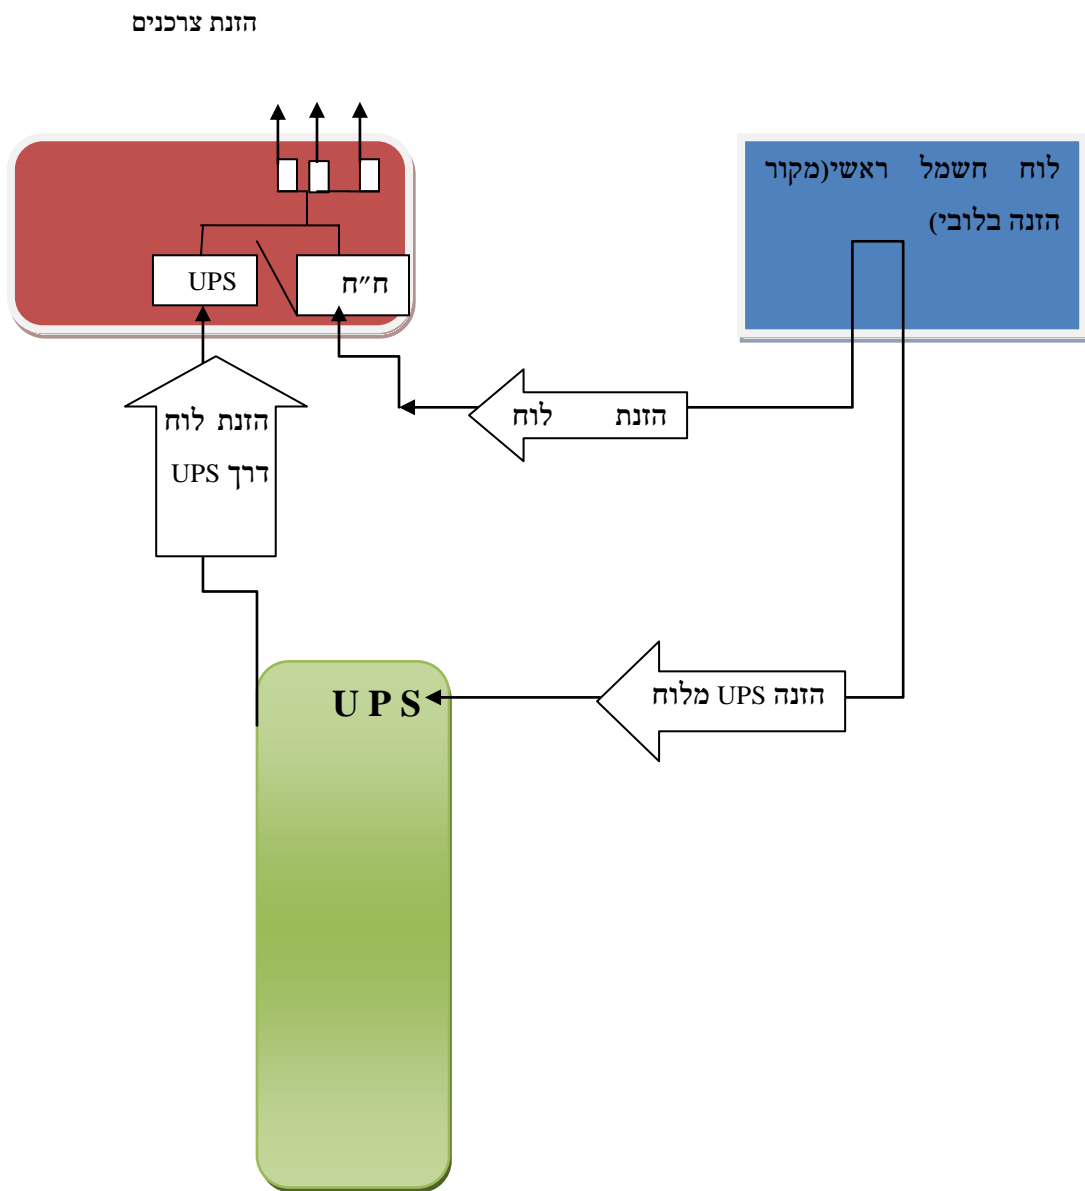 הזנת צרכנים
לוח חשמל ראשי(מקור
הזנה בלובי)
UPS
ח״ח
הזנת לוח
הזנת לוח
דרך UPS
UPS
הזנה UPS מלוח